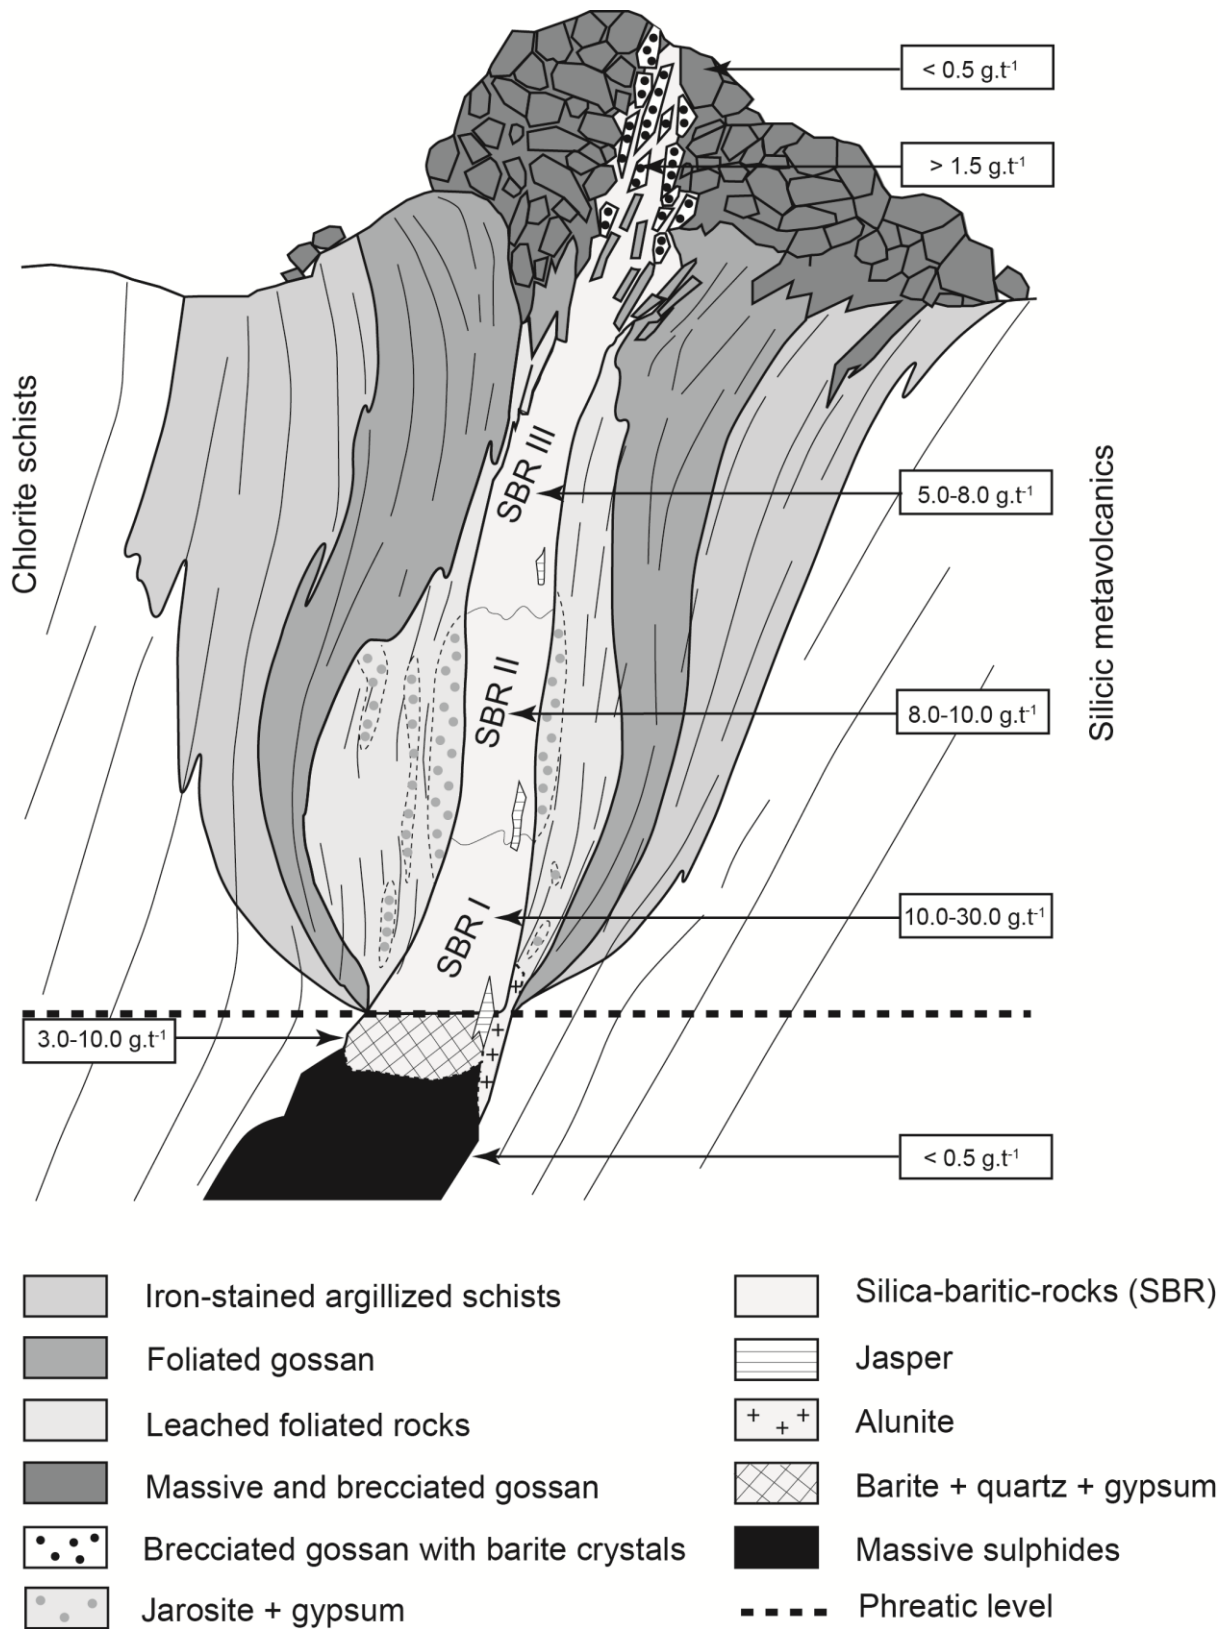 < 0.5 g.t⁻¹
> 1.5 g.t⁻¹
Chlorite schists
Silicic metavolcanics
SBR III
5.0-8.0 g.t⁻¹
SBR II
8.0-10.0 g.t⁻¹
SBR I
10.0-30.0 g.t⁻¹
3.0-10.0 g.t⁻¹
< 0.5 g.t⁻¹
Iron-stained argillized schists
Foliated gossan
Leached foliated rocks
Massive and brecciated gossan
Brecciated gossan with barite crystals
Jarosite + gypsum
Silica-baritic-rocks (SBR)
Jasper
Alunite
Barite + quartz + gypsum
Massive sulphides
Phreatic level